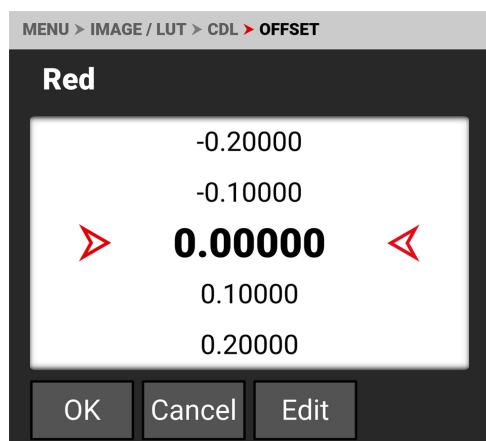 MENU > IMAGE / LUT > CDL > OFFSET
Red
-0.20000
-0.10000
0.00000
0.10000
0.20000
OK Cancel Edit